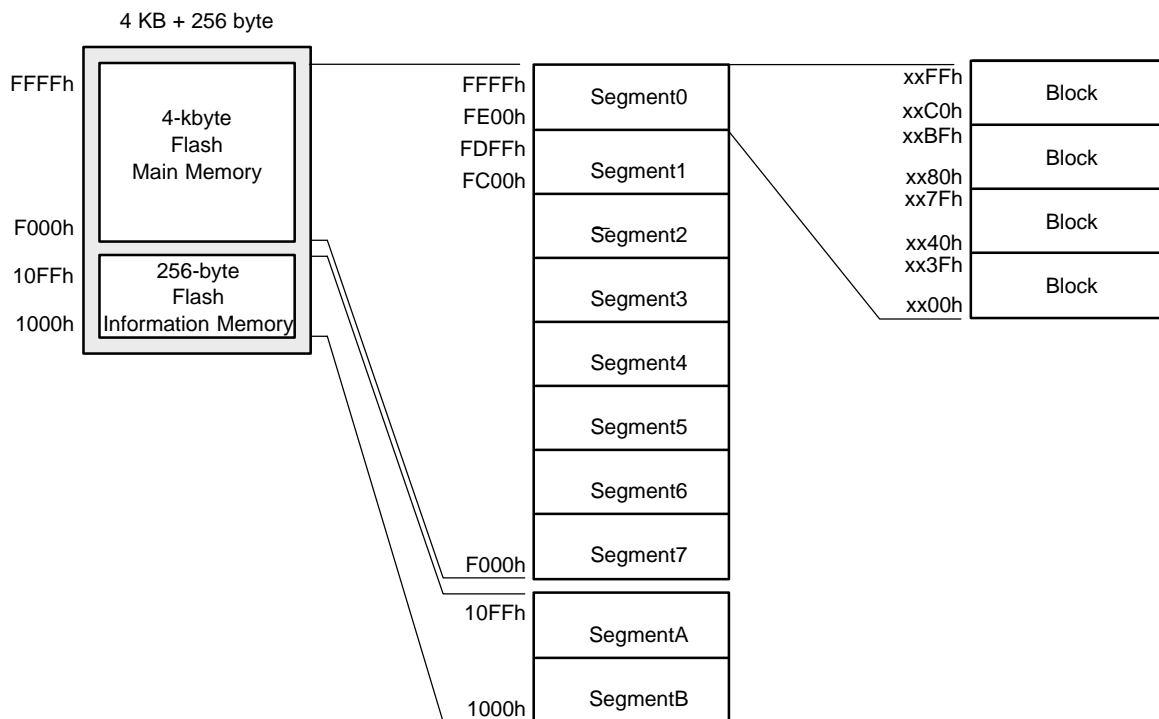 4 KB + 256 byte
FFFFh
4-kbyte
Flash
Main Memory
F000h
10FFh
256-byte
Flash
Information Memory
1000h
FFFFh
Segment0
FE00h
FDFFh
Segment1
FC00h
Segment2
Segment3
Segment4
Segment5
Segment6
Segment7
F000h
10FFh
SegmentA
SegmentB
1000h
xxFFh
Block
xxC0h
xxBFh
Block
xx80h
xx7Fh
Block
xx40h
xx3Fh
Block
xx00h